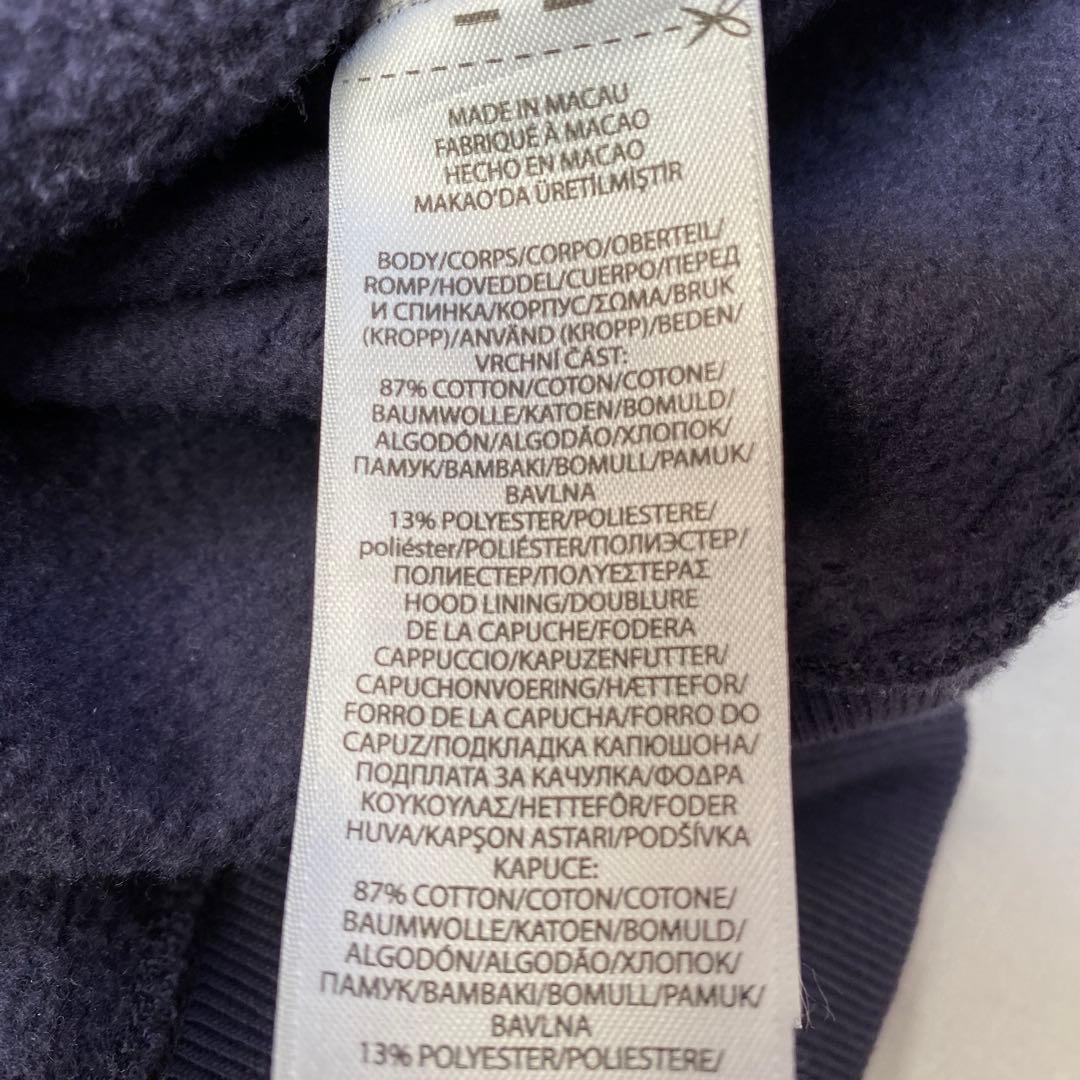 MADE IN MACAU
FABRIQUÉ À MACAO
HECHO EN MACAO
MAKAO'DA ÜRETİLMİŞTİR
BODY/CORPS/CORPO/OBERTEIL/
ROMP/HOVEDDEL/CUERPO/ПЕРЕД
И СПИНКА/КОРПУС/ΣΩΜΑ/BRUK
(KROPP)/ANVÄND (KROPP)/BEDEN/
VRCHNÍ ČÁST:
87% COTTON/COTON/COTONE/
BAUMWOLLE/KATOEN/BOMULD/
ALGODÓN/ALGODÃO/ХЛОПОК/
ПАМУК/ΒΑΜΒΑΚΙ/BOMULL/PAMUK/
BAVLNA
13% POLYESTER/POLIESTERE/
poliéster/POLIÉSTER/ПОЛИЭСТЕР/
ПОЛИЕСТЕР/ΠΟΛΥΕΣΤΕΡΑΣ
HOOD LINING/DOUBLURE
DE LA CAPUCHE/FODERA
CAPPUCCIO/KAPUZENFUTTER/
CAPUCHONVOERING/HÆTTEFOR/
FORRO DE LA CAPUCHA/FORRO DO
CAPUZ/ПОДКЛАДКА КАПЮШОНА/
ПОДПЛАТА ЗА КАЧУЛКА/ΦΟΔΡΑ
ΚΟΥΚΟΥΛΑΣ/HETTEFÔR/FODER
HUVA/KAPŞON ASTARI/PODŠÍVKA
KAPUCE:
87% COTTON/COTON/COTONE/
BAUMWOLLE/KATOEN/BOMULD/
ALGODÓN/ALGODÃO/ХЛОПОК/
ПАМУК/ΒΑΜΒΑΚΙ/BOMULL/PAMUK/
BAVLNA
13% POLYESTER/POLIESTERE/